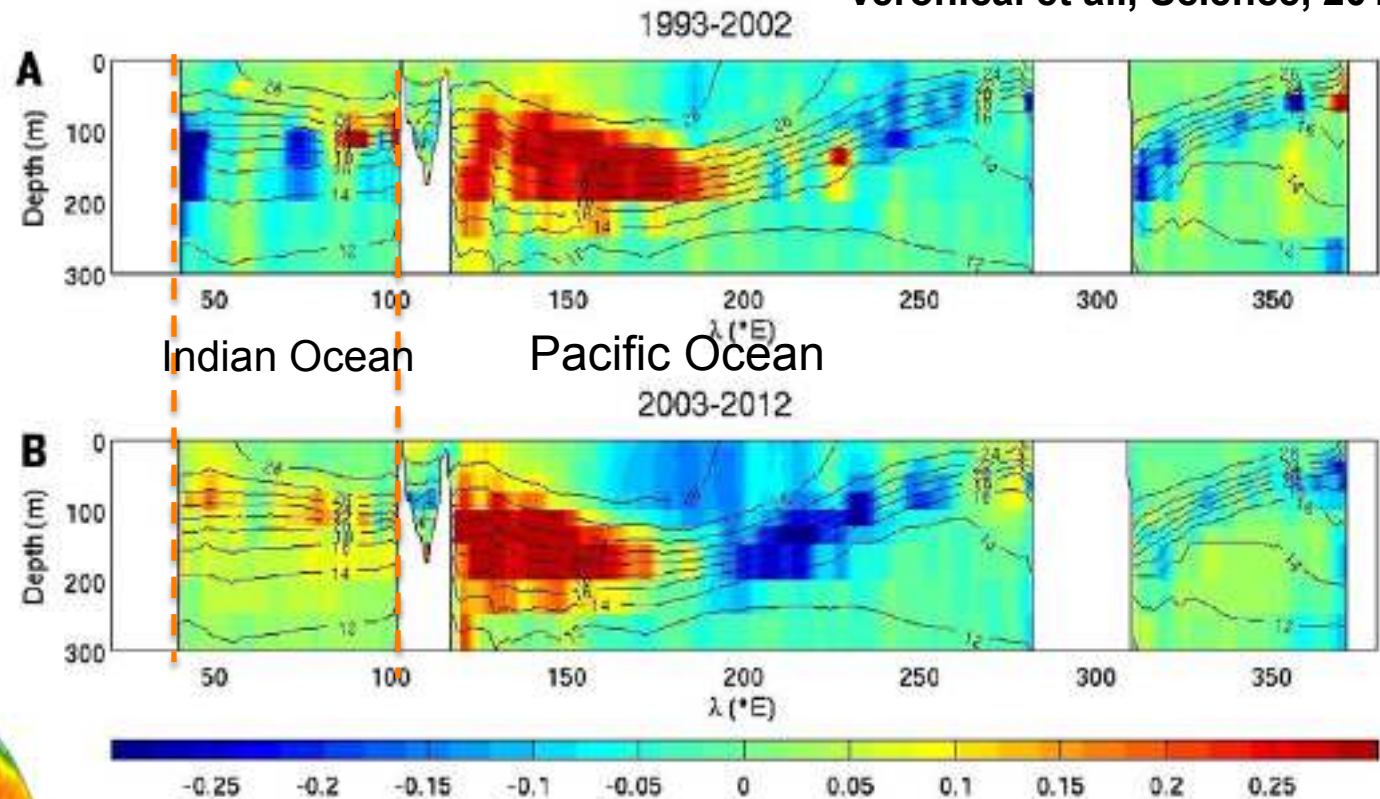 1993-2002
A
Depth (m)
0
100
200
300
50 100 150 200 250 300 350
λ (°E)
Indian Ocean
Pacific Ocean
2003-2012
B
Depth (m)
0
100
200
300
50 100 150 200 250 300 350
λ (°E)
-0.25 -0.2 -0.15 -0.1 -0.05 0 0.05 0.1 0.15 0.2 0.25